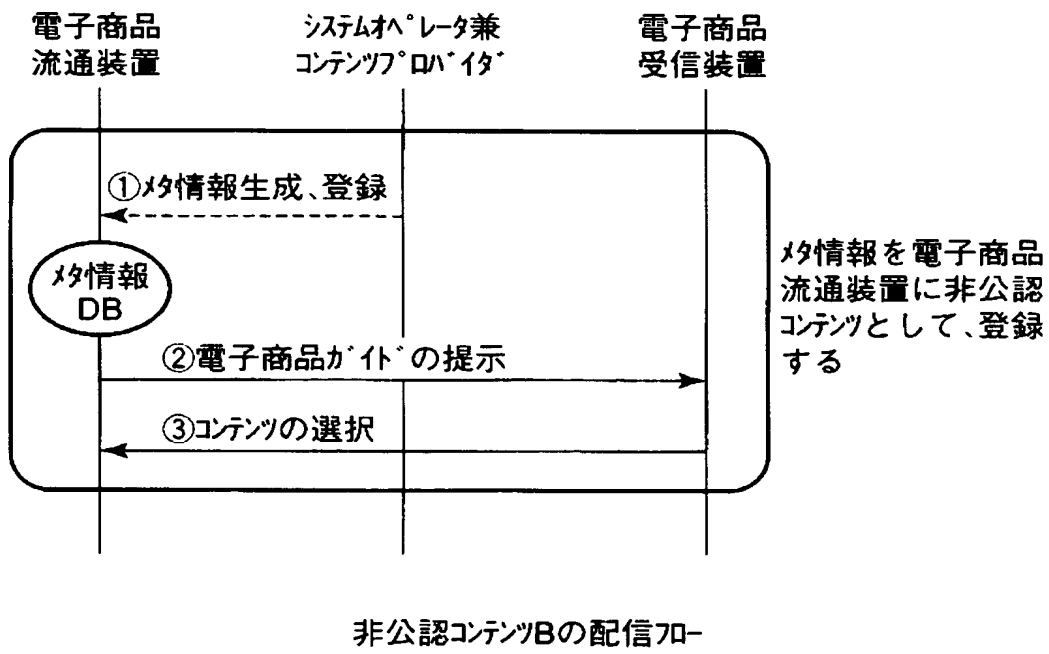 電子商品
流通装置
ｼｽﾃﾑｵﾍﾟﾚｰﾀ兼
ｺﾝﾃﾝﾂﾌﾟﾛﾊﾞｲﾀﾞ
電子商品
受信装置
①ﾒﾀ情報生成、登録
ﾒﾀ情報
DB
②電子商品ｶﾞｲﾄﾞの提示
③ｺﾝﾃﾝﾂの選択
ﾒﾀ情報を電子商品
流通装置に非公認
ｺﾝﾃﾝﾂとして、登録
する
非公認ｺﾝﾃﾝﾂBの配信ﾌﾛｰ